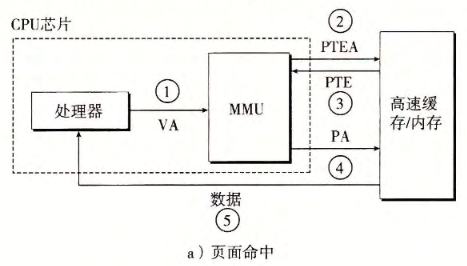 CPU芯片
②
PTEA
①
处理器
VA
MMU
PTE
③
高速缓
存/内存
PA
④
数据
⑤
a）页面命中